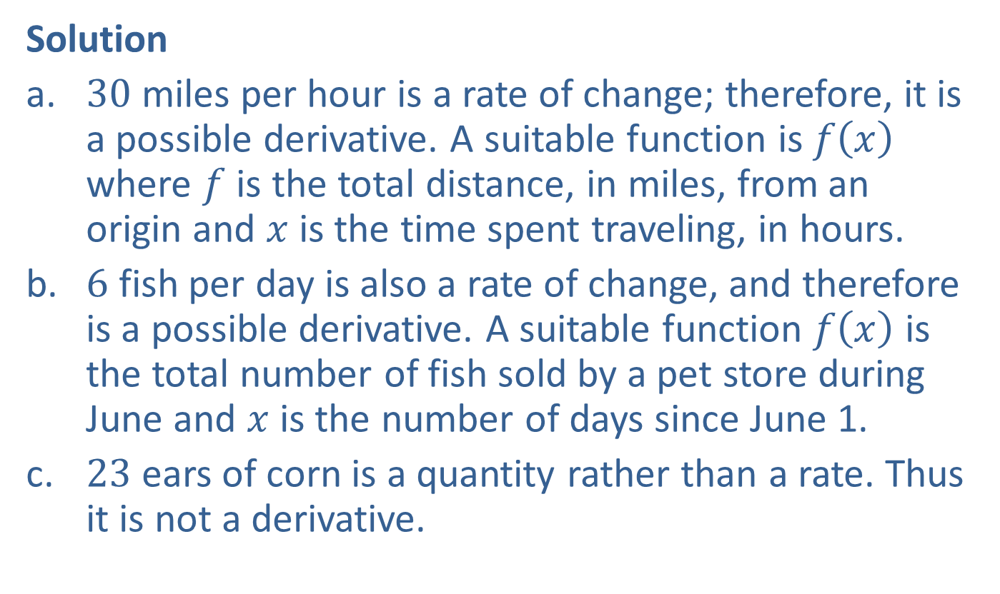 Solution
a. 30 miles per hour is a rate of change; therefore, it is
a possible derivative. A suitable function is f(x)
where f is the total distance, in miles, from an
origin and x is the time spent traveling, in hours.
b. 6 fish per day is also a rate of change, and therefore
is a possible derivative. A suitable function f(x) is
the total number of fish sold by a pet store during
June and x is the number of days since June 1.
c. 23 ears of corn is a quantity rather than a rate. Thus
it is not a derivative.